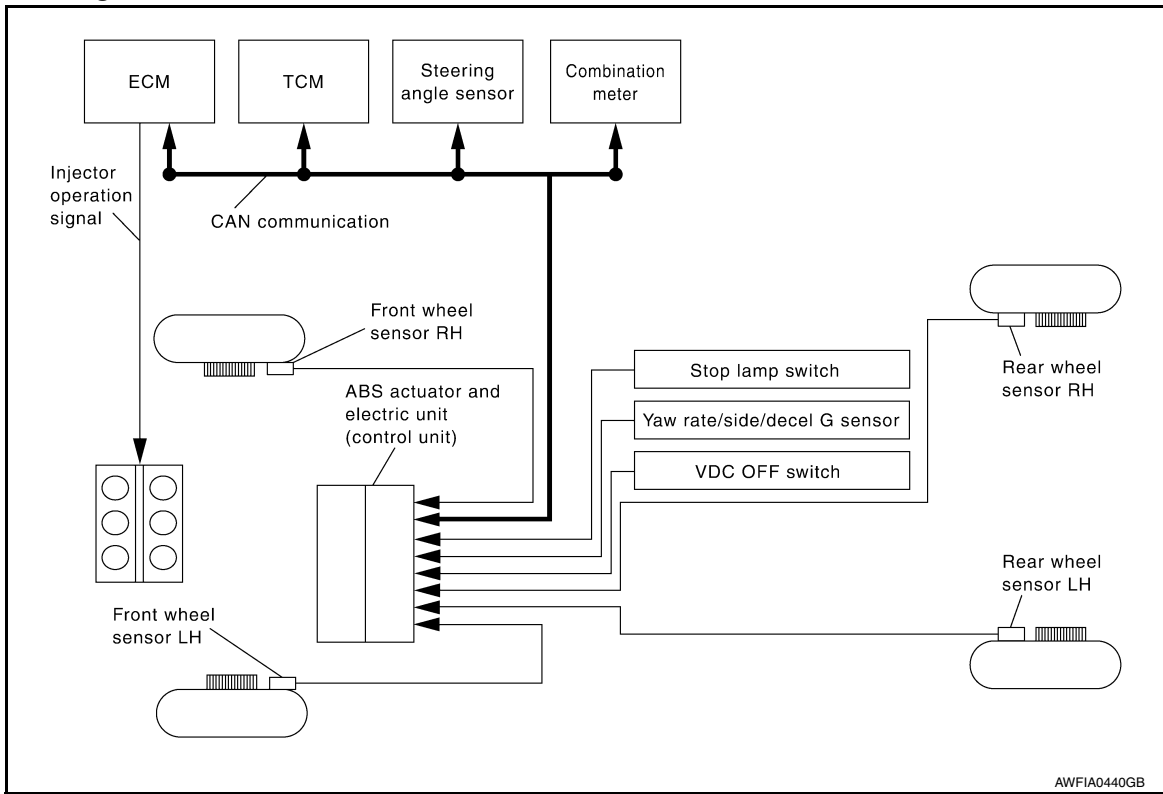 ECM
TCM
Steering
angle sensor
Combination
meter
Injector
operation
signal
CAN communication
Front wheel
sensor RH
ABS actuator and
electric unit
(control unit)
Stop lamp switch
Yaw rate/side/decel G sensor
VDC OFF switch
Rear wheel
sensor RH
Rear wheel
sensor LH
Front wheel
sensor LH
AWFIA0440GB